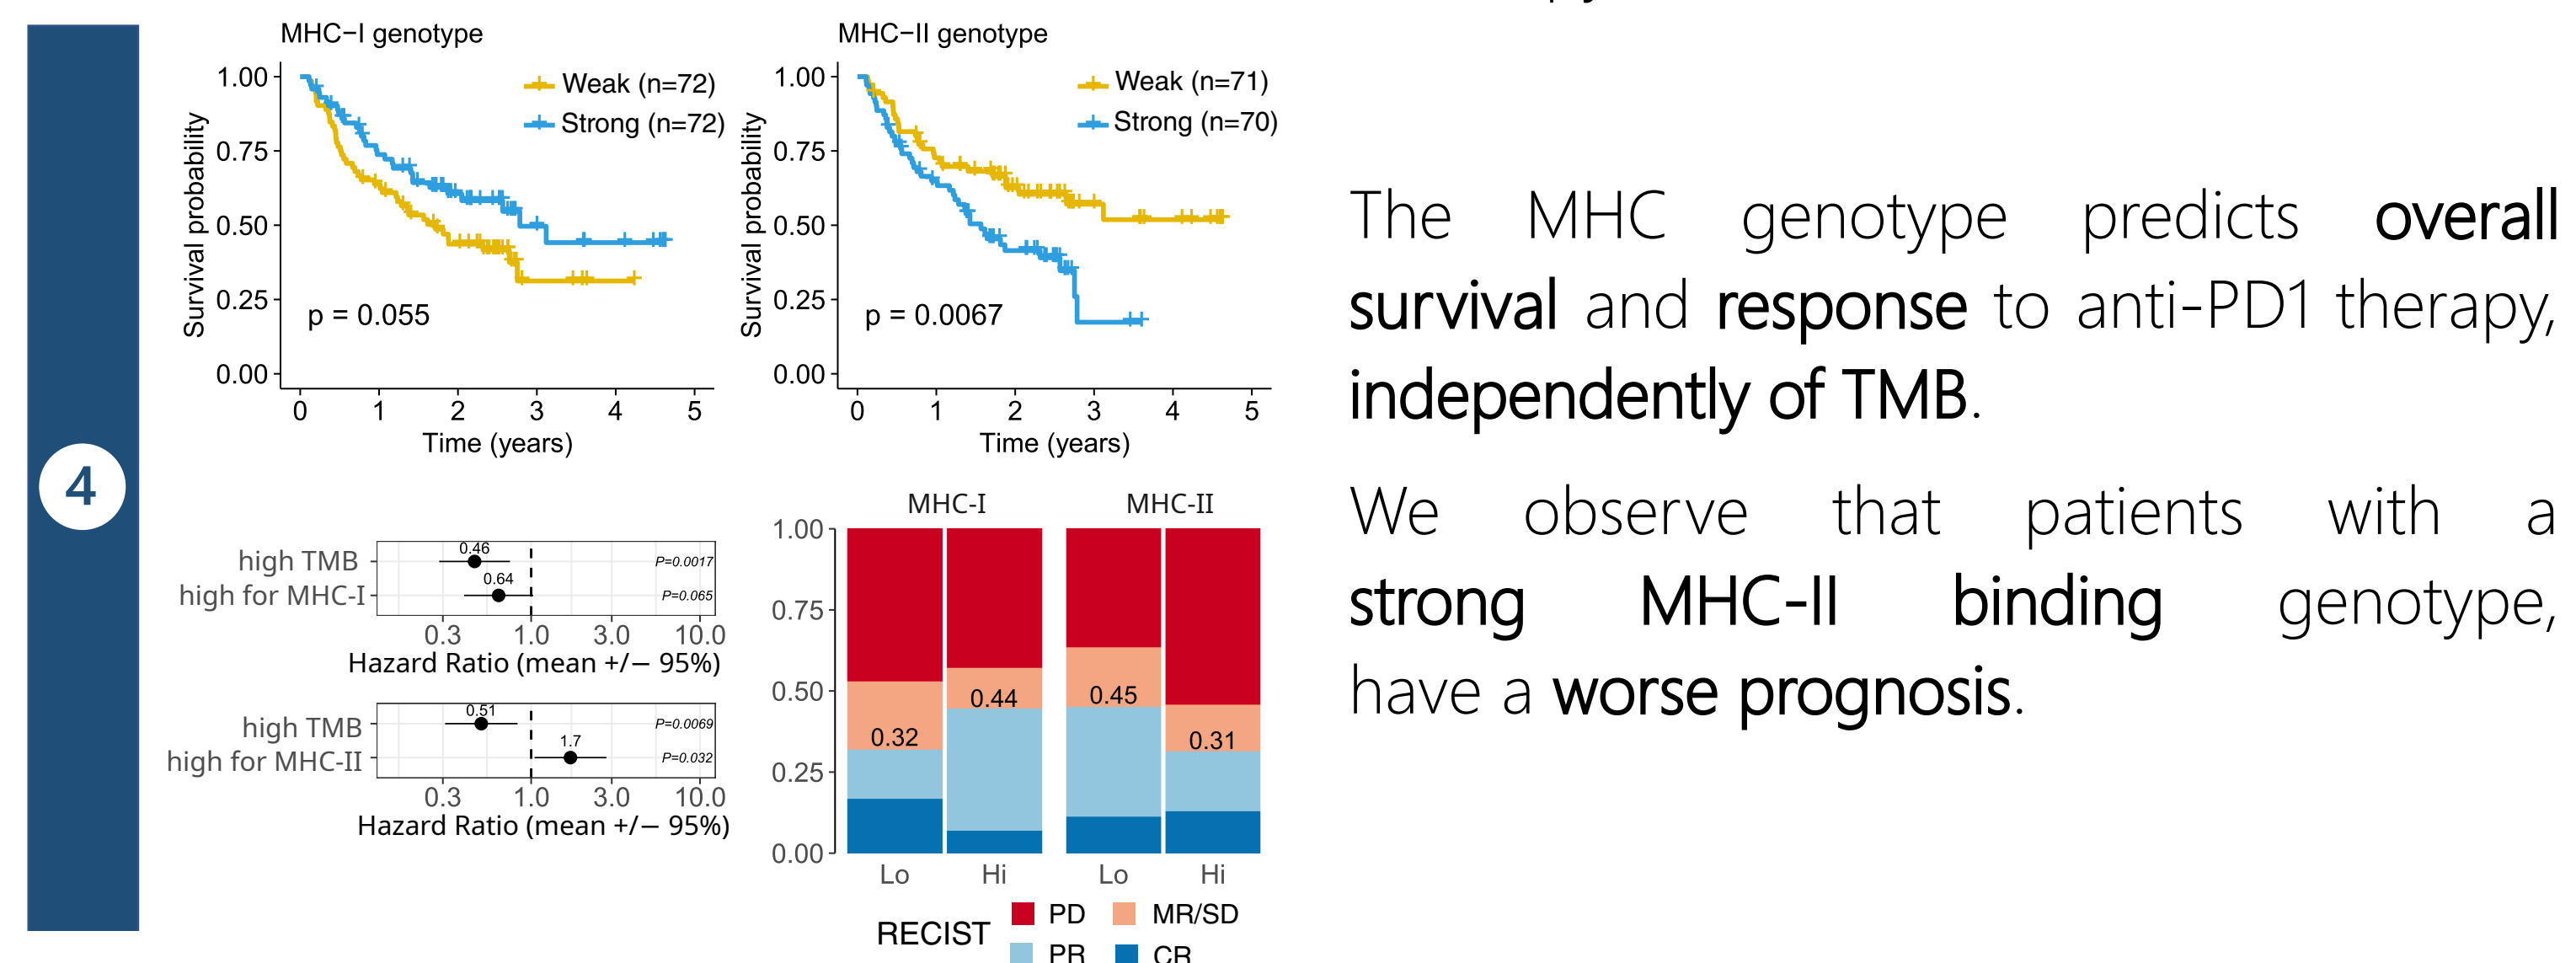 4
MHC−I genotype
1.00
0.75
0.50
0.25
0.00
Survival probability
Weak (n=72)
Strong (n=72)
p = 0.055
0 1 2 3 4 5
Time (years)
MHC−II genotype
1.00
0.75
0.50
0.25
0.00
Survival probability
Weak (n=71)
Strong (n=70)
p = 0.0067
0 1 2 3 4 5
Time (years)
high TMB 0.46 P=0.0017
high for MHC-I 0.64 P=0.065
0.3 1.0 3.0 10.0
Hazard Ratio (mean +/− 95%)
high TMB 0.51 P=0.0069
high for MHC-II 1.7 P=0.032
0.3 1.0 3.0 10.0
Hazard Ratio (mean +/− 95%)
MHC-I MHC-II
1.00
0.75
0.50
0.25
0.00
0.32 0.44 0.45 0.31
Lo Hi Lo Hi
RECIST
PD MR/SD
PR CR
The MHC genotype predicts overall
survival and response to anti-PD1 therapy,
independently of TMB.
We observe that patients with a
strong MHC-II binding genotype,
have a worse prognosis.